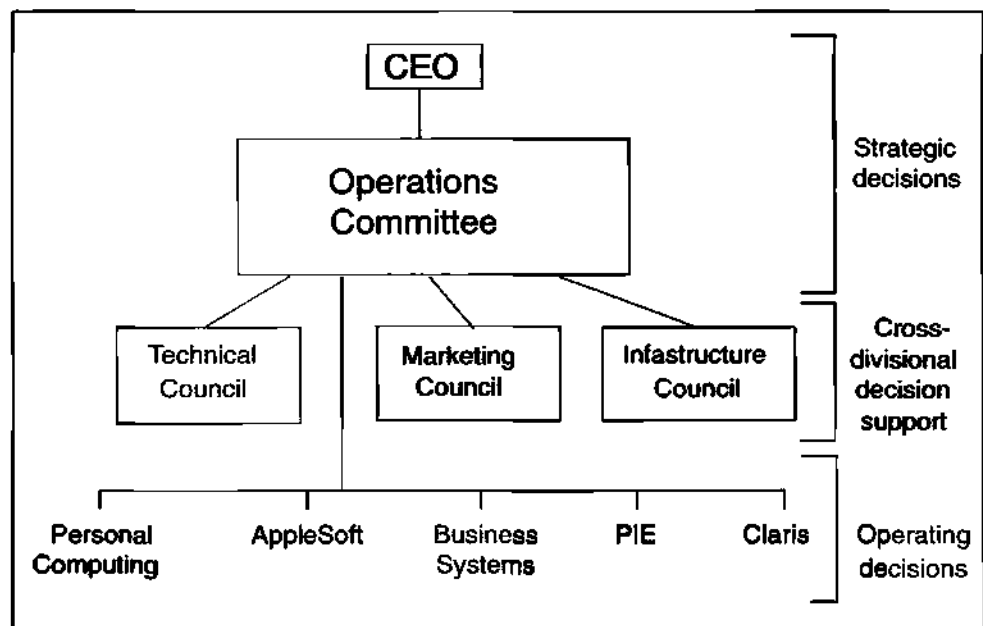 CEO
Operations
Committee
Strategic
decisions
Technical
Council
Marketing
Council
Infastructure
Council
Cross-
divisional
decision
support
Personal
Computing
AppleSoft
Business
Systems
PIE
Claris
Operating
decisions